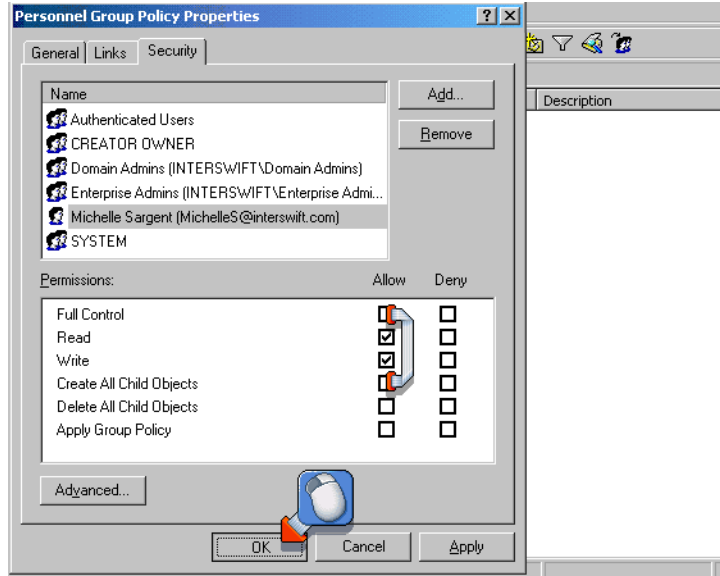 Personnel Group Policy Properties
General Links Security
Name
Authenticated Users
CREATOR OWNER
Domain Admins (INTERSWIFT\Domain Admins)
Enterprise Admins (INTERSWIFT\Enterprise Admi...
Michelle Sargent (MichelleS@interswift.com)
SYSTEM
Add...
Remove
Description
Permissions: Allow Deny
Full Control
Read
Write
Create All Child Objects
Delete All Child Objects
Apply Group Policy
Advanced...
OK Cancel Apply